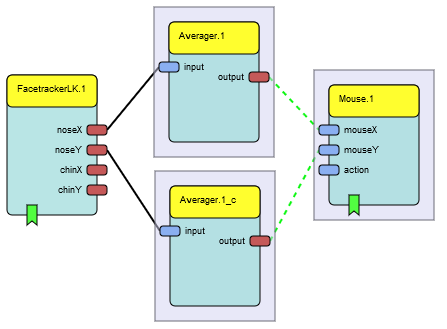 FacetrackerLK.1
noseX
noseY
chinX
chinY
Averager.1
input
output
Averager.1_c
input
output
Mouse.1
mouseX
mouseY
action